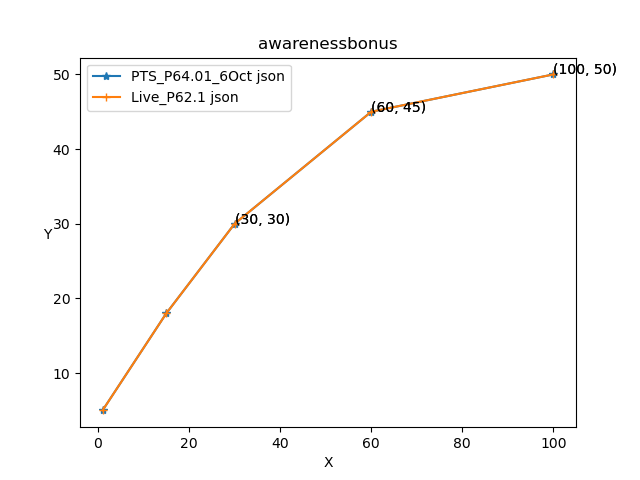 awarenessbonus
PTS_P64.01_6Oct json
Live_P62.1 json
(100, 50)
(60, 45)
(30, 30)
50
40
30
20
10
Y
0
20
40
60
80
100
X